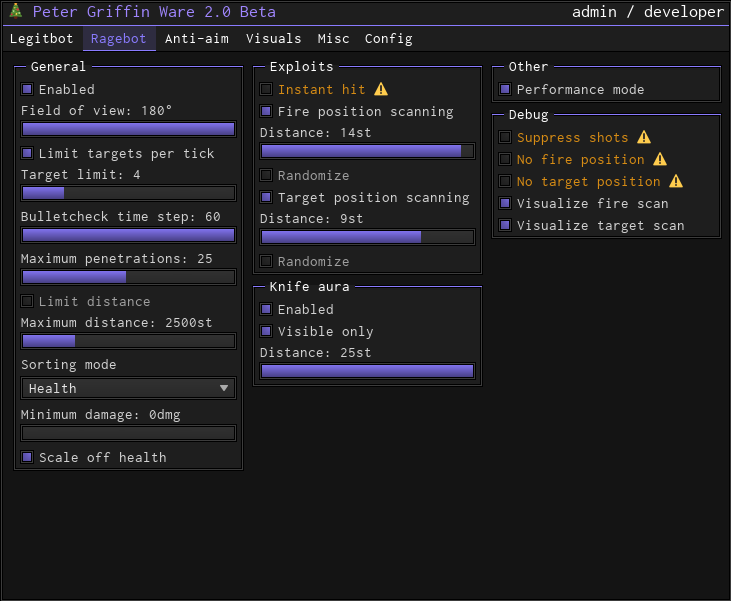 Peter Griffin Ware 2.0 Beta
admin / developer
Legitbot Ragebot Anti-aim Visuals Misc Config
General
Enabled
Field of view: 180°
Limit targets per tick
Target limit: 4
Bulletcheck time step: 60
Maximum penetrations: 25
Limit distance
Maximum distance: 2500st
Sorting mode
Health
Minimum damage: 0dmg
Scale off health
Exploits
Instant hit
Fire position scanning
Distance: 14st
Randomize
Target position scanning
Distance: 9st
Randomize
Knife aura
Enabled
Visible only
Distance: 25st
Other
Performance mode
Debug
Suppress shots
No fire position
No target position
Visualize fire scan
Visualize target scan